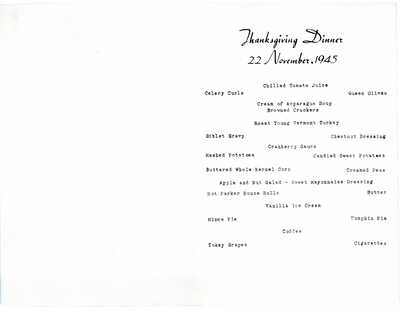 Thanksgiving Dinner
22 November, 1945
Chilled Tomato Juice
Celery Curls Queen Olives
Cream of Asparagus Soup
Browned Crackers
Roast Young Vermont Turkey
Giblet Gravy Chestnut Dressing
Cranberry Sauce
Mashed Potatoes Candied Sweet Potatoes
Buttered Whole Kernel Corn Creamed Peas
Apple and Nut Salad - Sweet Mayonnaise Dressing
Hot Parker House Rolls Butter
Vanilla Ice Cream
Mince Pie Pumpkin Pie
Coffee
Tokay Grapes Cigarettes